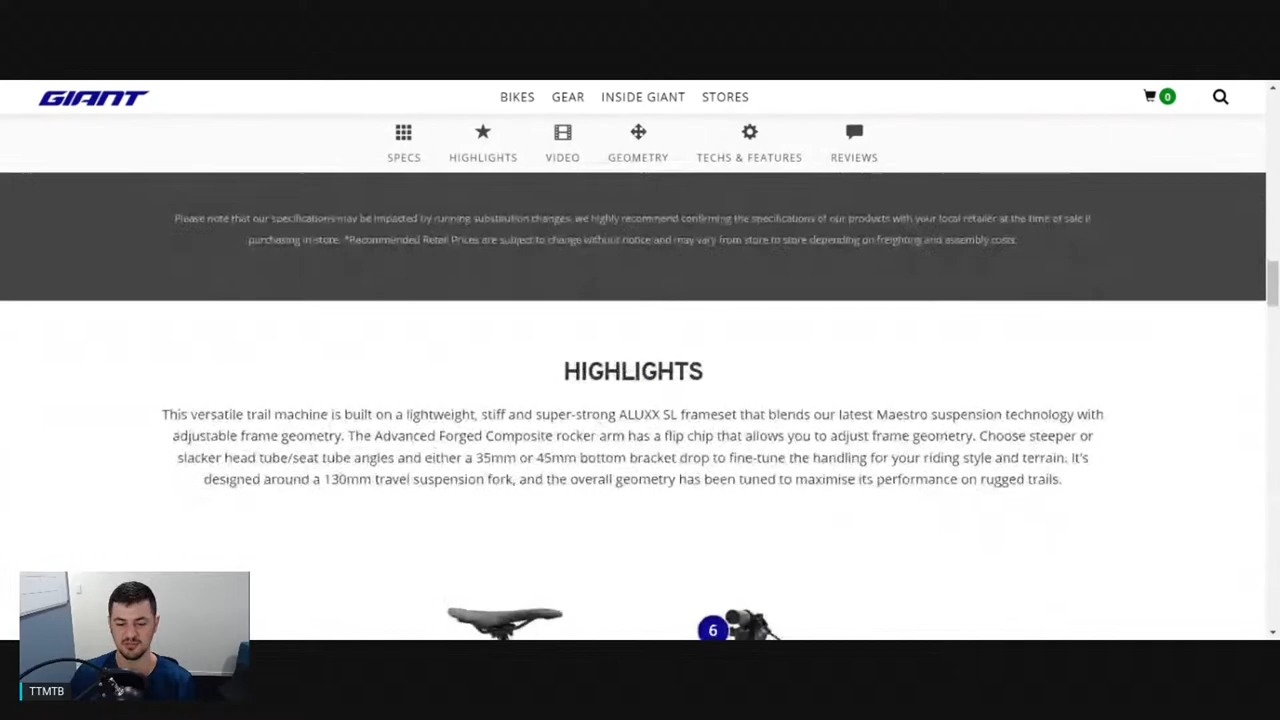 GIANT
BIKES GEAR INSIDE GIANT STORES
0
SPECS HIGHLIGHTS VIDEO GEOMETRY TECHS & FEATURES REVIEWS
Please note that our specifications may be impacted by running substitution changes, we highly recommend confirming the specifications of our products with your local retailer at the time of sale if
purchasing in-store. *Recommended Retail Prices are subject to change without notice and may vary from store to store depending on freighting and assembly costs.
HIGHLIGHTS
This versatile trail machine is built on a lightweight, stiff and super-strong ALUXX SL frameset that blends our latest Maestro suspension technology with
adjustable frame geometry. The Advanced Forged Composite rocker arm has a flip chip that allows you to adjust frame geometry. Choose steeper or
slacker head tube/seat tube angles and either a 35mm or 45mm bottom bracket drop to fine-tune the handling for your riding style and terrain. It's
designed around a 130mm travel suspension fork, and the overall geometry has been tuned to maximise its performance on rugged trails.
6
TTMTB